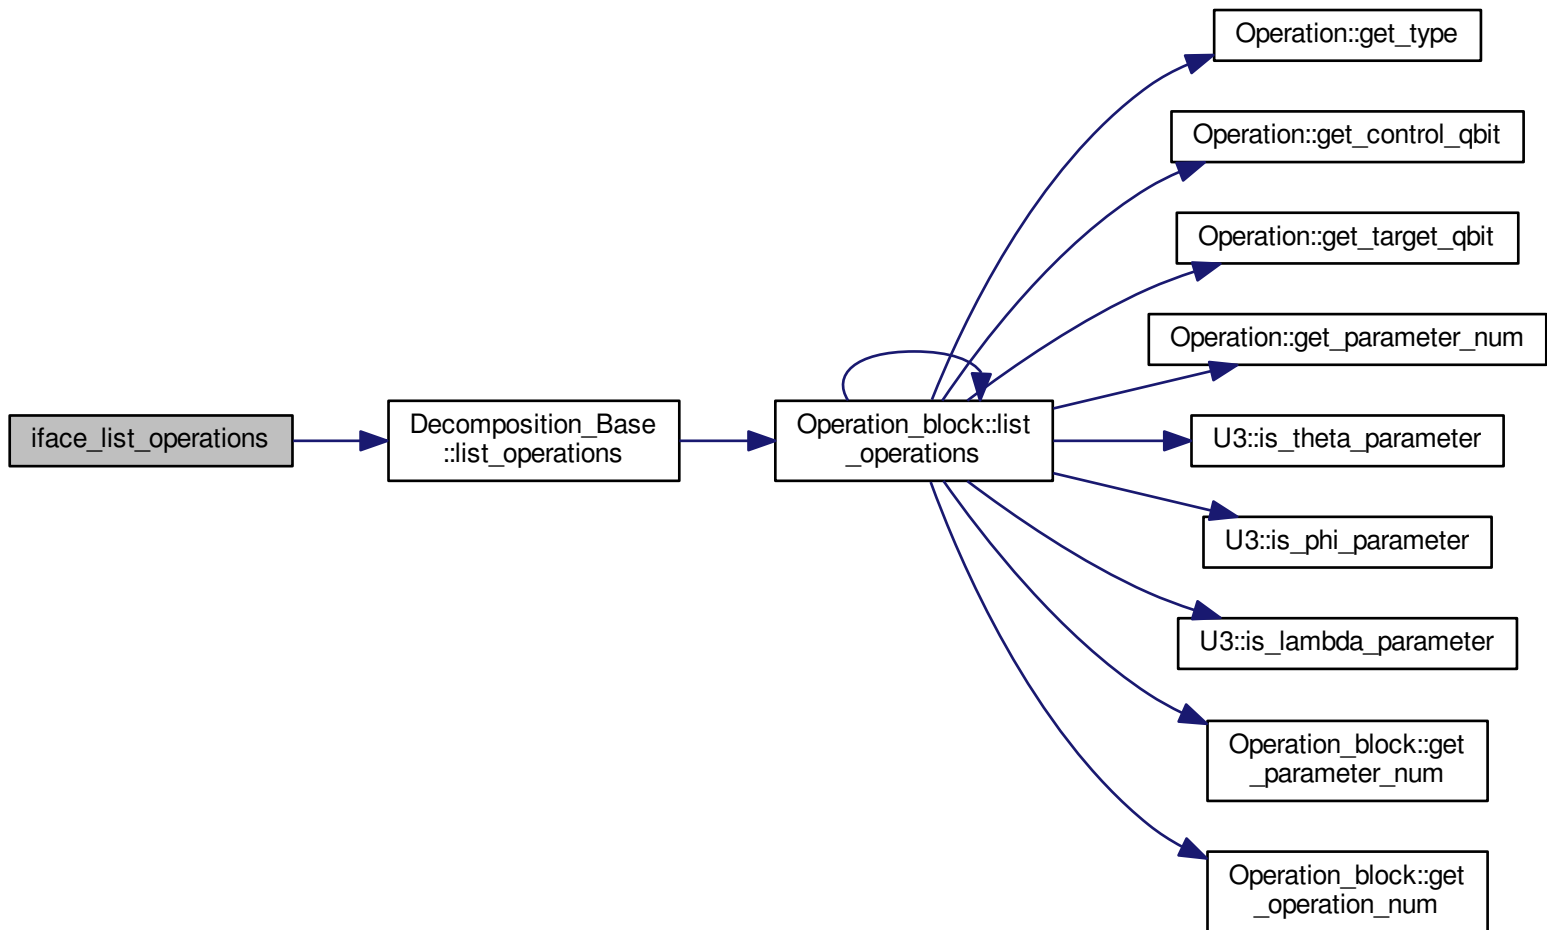 iface_list_operations
Decomposition_Base
::list_operations
Operation_block::list
_operations
Operation::get_type
Operation::get_control_qbit
Operation::get_target_qbit
Operation::get_parameter_num
U3::is_theta_parameter
U3::is_phi_parameter
U3::is_lambda_parameter
Operation_block::get
_parameter_num
Operation_block::get
_operation_num